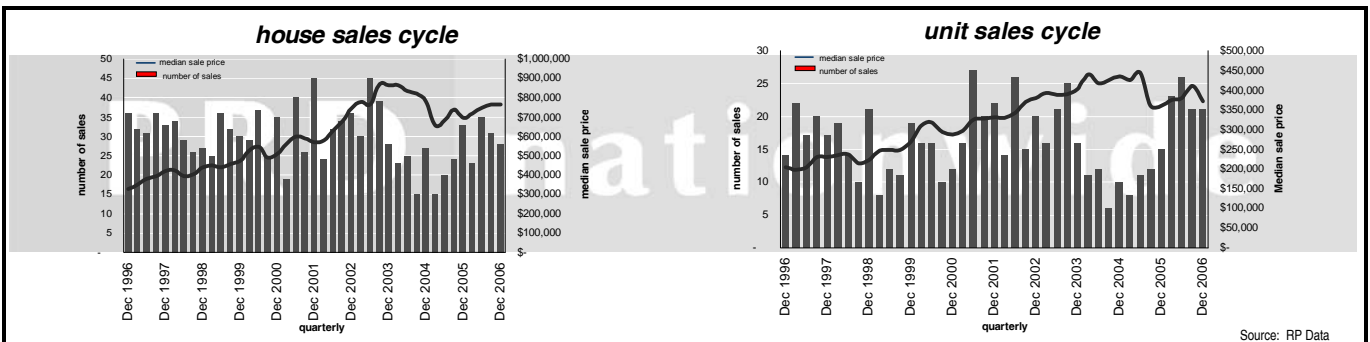 house sales cycle
median sale price
number of sales
50
45
40
35
30
25
20
15
10
5
-
number of sales
$1,000,000
$900,000
$800,000
$700,000
$600,000
$500,000
$400,000
$300,000
$200,000
$100,000
$-
median sale price
Dec 1996
Dec 1997
Dec 1998
Dec 1999
Dec 2000
Dec 2001
Dec 2002
Dec 2003
Dec 2004
Dec 2005
Dec 2006
quarterly
unit sales cycle
median sale price
number of sales
30
25
20
15
10
5
-
number of sales
$500,000
$450,000
$400,000
$350,000
$300,000
$250,000
$200,000
$150,000
$100,000
$50,000
$-
Median sale price
Dec 1996
Dec 1997
Dec 1998
Dec 1999
Dec 2000
Dec 2001
Dec 2002
Dec 2003
Dec 2004
Dec 2005
Dec 2006
quarterly
Source: RP Data